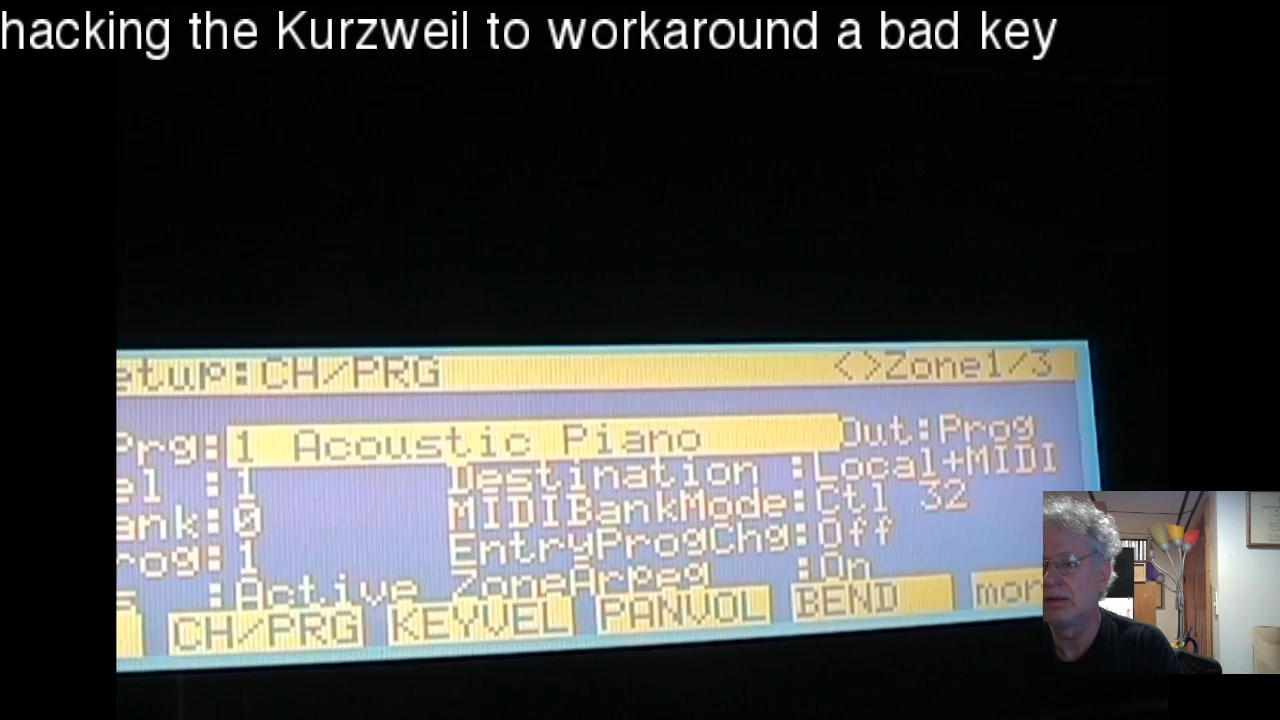 hacking the Kurzweil to workaround a bad key
etup:CH/PRG <>Zone1/3
Prg:1 Acoustic Piano Out:Prog
el :1 Destination :Local+MIDI
ank:0 MIDIBankMode:Ctl 32
rog:1 EntryProgChg:Off
s :Active ZoneArpeg :On
CH/PRG KEYVEL PANVOL BEND mor